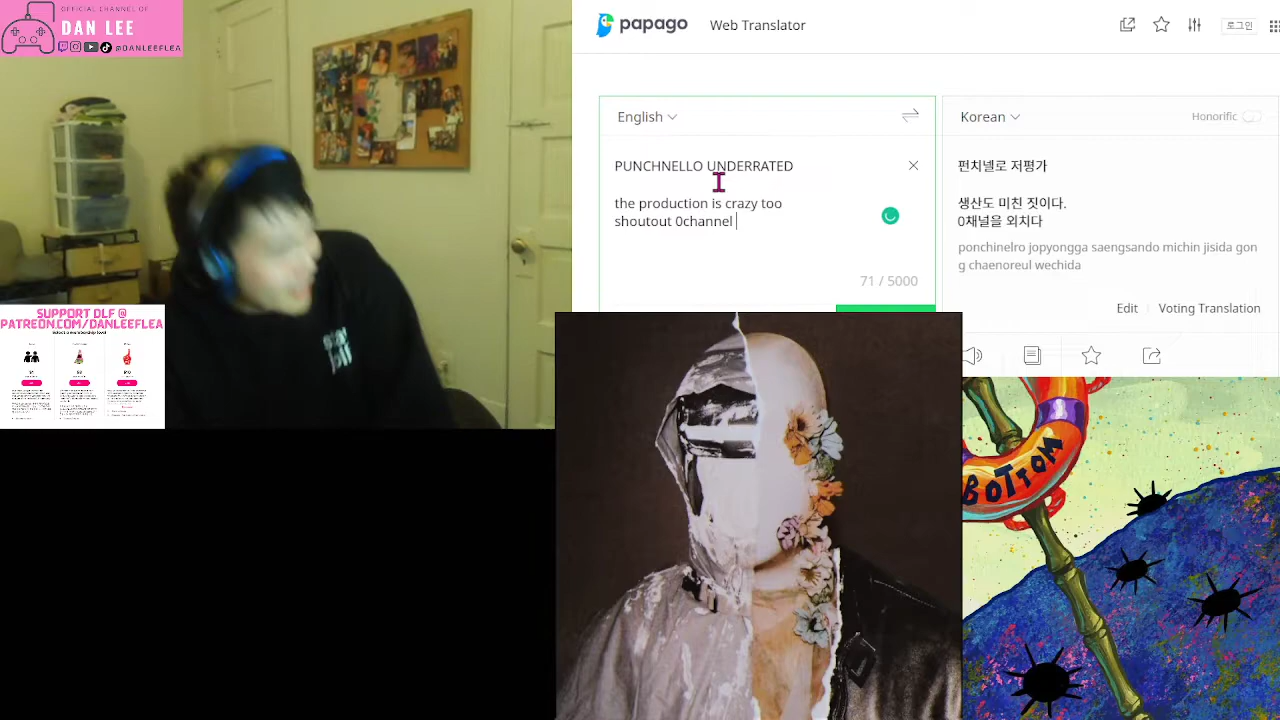 OFFICIAL CHANNEL OF
DAN LEE
@DANLEEFLEA
papago
Web Translator
로그인
English
Korean
Honorific
PUNCHNELLO UNDERRATED
the production is crazy too
shoutout 0channel
71 / 5000
펀치넬로 저평가
생산도 미친 짓이다.
0채널을 외치다
ponchinelro jopyongga saengsando michin jisida gon
g chaenoreul wechida
Edit
Voting Translation
SUPPORT DLF @
PATREON.COM/DANLEEFLEA
BOTTOM